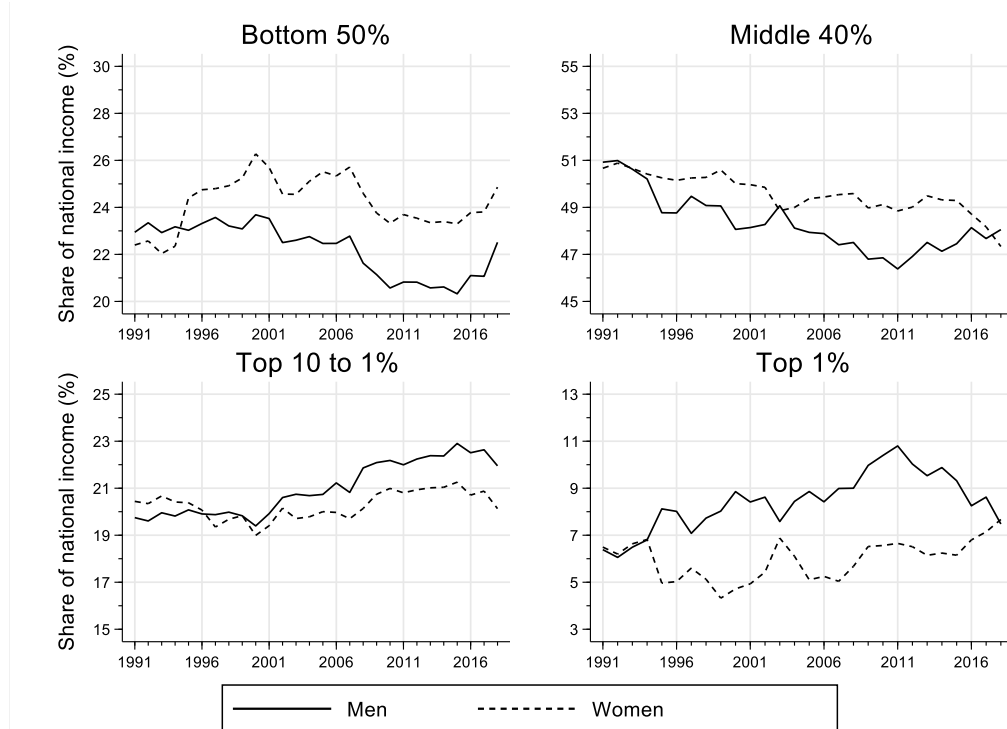 Bottom 50%
Share of national income (%)
30
28
26
24
22
20
1991 1996 2001 2006 2011 2016
Middle 40%
55
53
51
49
47
45
1991 1996 2001 2006 2011 2016
Top 10 to 1%
Share of national income (%)
25
23
21
19
17
15
1991 1996 2001 2006 2011 2016
Top 1%
13
11
9
7
5
3
1991 1996 2001 2006 2011 2016
Men Women